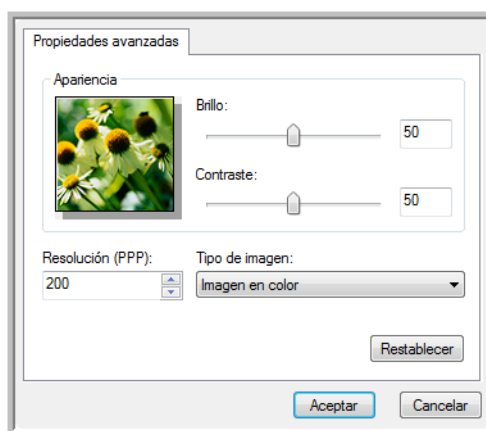 Propiedades avanzadas
Apariencia
Brillo:
50
Contraste:
50
Resolución (PPP):
Tipo de imagen:
200
Imagen en color
Restablecer
Aceptar
Cancelar